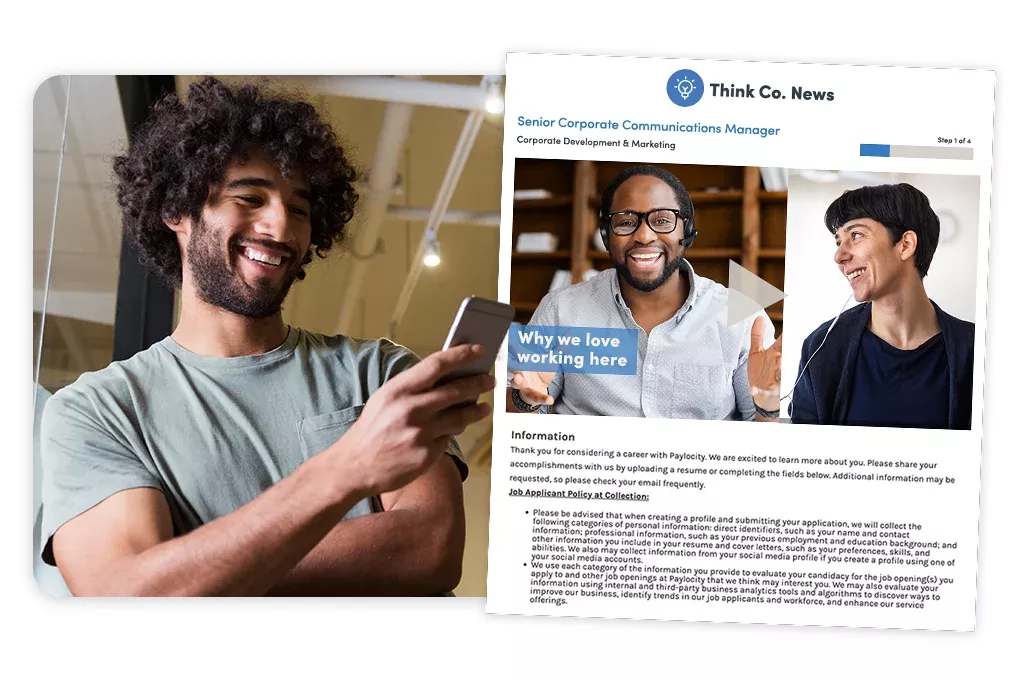 Think Co. News
Senior Corporate Communications Manager
Corporate Development & Marketing
Step 1 of 4
Why we love
working here
Information
Thank you for considering a career with Paylocity. We are excited to learn more about you. Please share your
accomplishments with us by uploading a resume or completing the fields below. Additional information may be
requested, so please check your email frequently.
Job Applicant Policy at Collection:
• Please be advised that when creating a profile and submitting your application, we will collect the
following categories of personal information: direct identifiers, such as your name and contact
information; professional information, such as your previous employment and education background; and
other information you include in your resume and cover letters, such as your preferences, skills, and
abilities. We also may collect information from your social media profile if you create a profile using one of
your social media accounts.
• We use each category of the information you provide to evaluate your candidacy for the job opening(s) you
apply to and other job openings at Paylocity that we think may interest you. We may also evaluate your
information using internal and third-party business analytics tools and algorithms to discover ways to
improve our business, identify trends in our job applicants and workforce, and enhance our service
offerings.